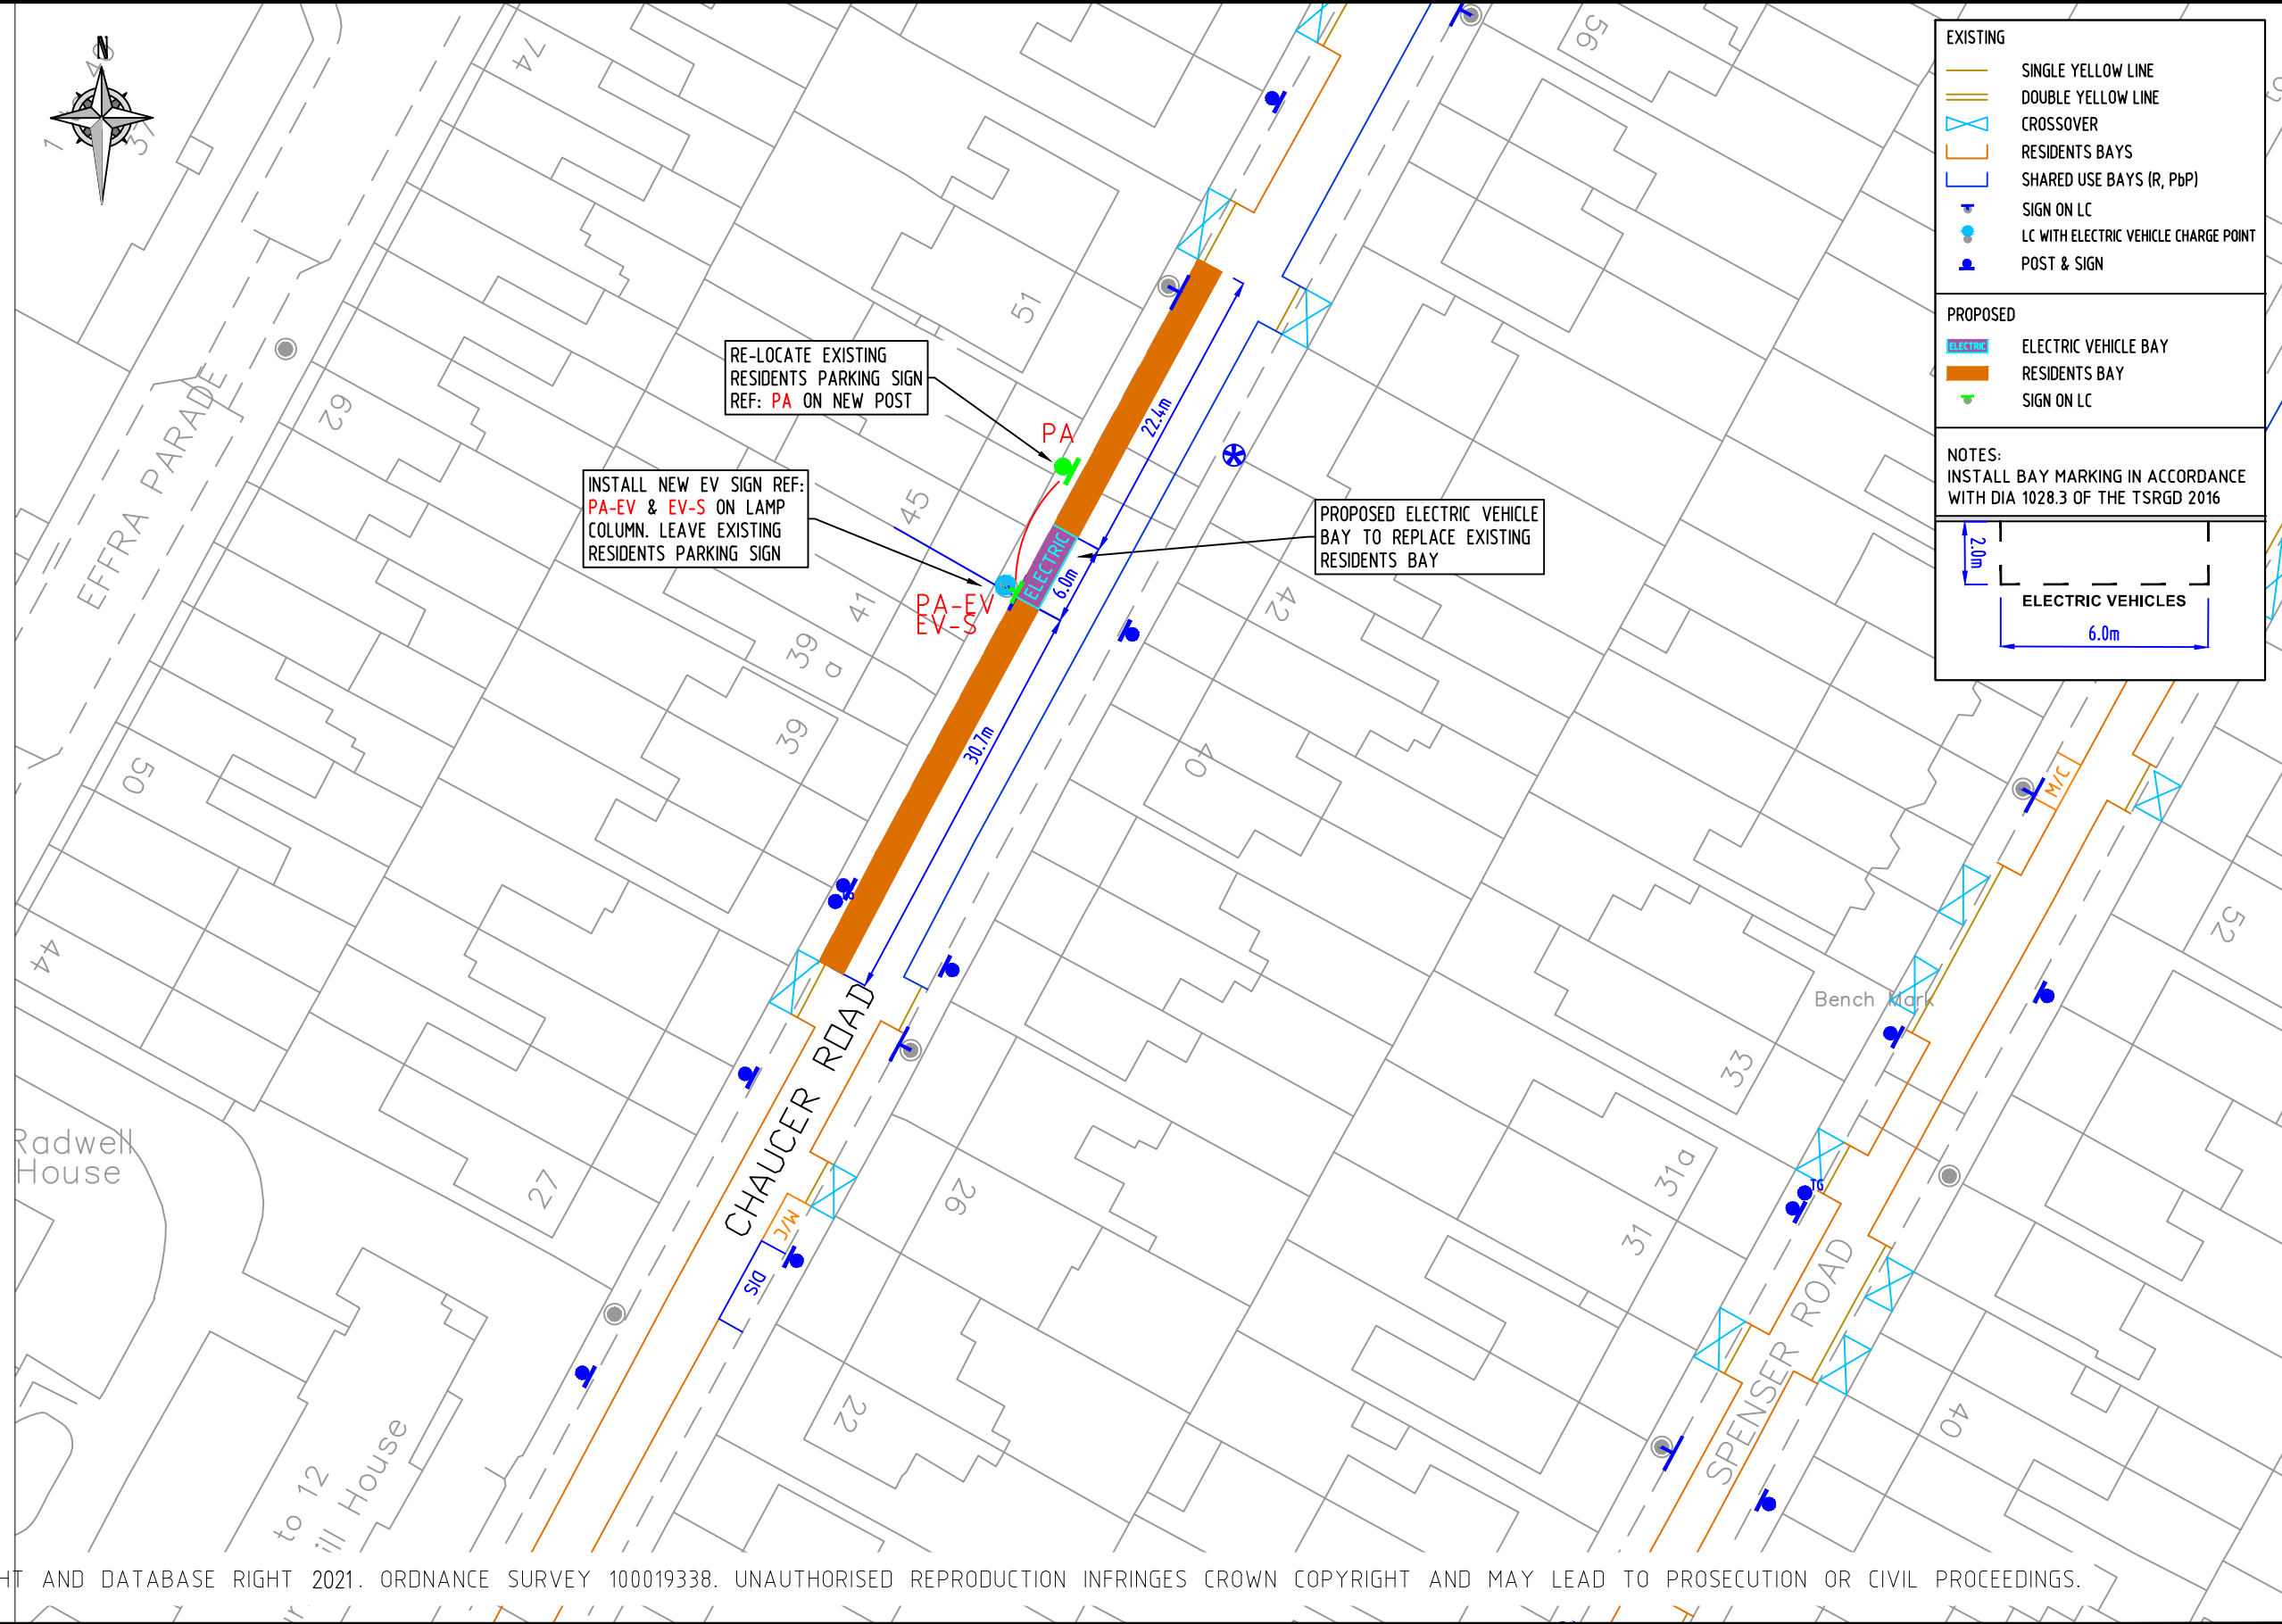 N
EXISTING
SINGLE YELLOW LINE
DOUBLE YELLOW LINE
CROSSOVER
RESIDENTS BAYS
SHARED USE BAYS (R, PbP)
SIGN ON LC
LC WITH ELECTRIC VEHICLE CHARGE POINT
POST & SIGN
PROPOSED
ELECTRIC
ELECTRIC VEHICLE BAY
RESIDENTS BAY
SIGN ON LC
NOTES:
INSTALL BAY MARKING IN ACCORDANCE
WITH DIA 1028.3 OF THE TSRGD 2016
2.0m
ELECTRIC VEHICLES
6.0m
RE-LOCATE EXISTING
RESIDENTS PARKING SIGN
REF: PA ON NEW POST
INSTALL NEW EV SIGN REF:
PA-EV & EV-S ON LAMP
COLUMN. LEAVE EXISTING
RESIDENTS PARKING SIGN
PROPOSED ELECTRIC VEHICLE
BAY TO REPLACE EXISTING
RESIDENTS BAY
PA
PA-EV
EV-S
ELECTRIC
22.4m
6.0m
30.7m
EFFRA PARADE
CHAUCER ROAD
SPENSER ROAD
M/C
DIS
M/C
TG
Bench Mark
Radwell
House
to 12
ill House
37
74
62
50
44
51
45
41
39
a
39
27
56
42
40
26
22
33
31a
31
52
40
HT AND DATABASE RIGHT 2021. ORDNANCE SURVEY 100019338. UNAUTHORISED REPRODUCTION INFRINGES CROWN COPYRIGHT AND MAY LEAD TO PROSECUTION OR CIVIL PROCEEDINGS.